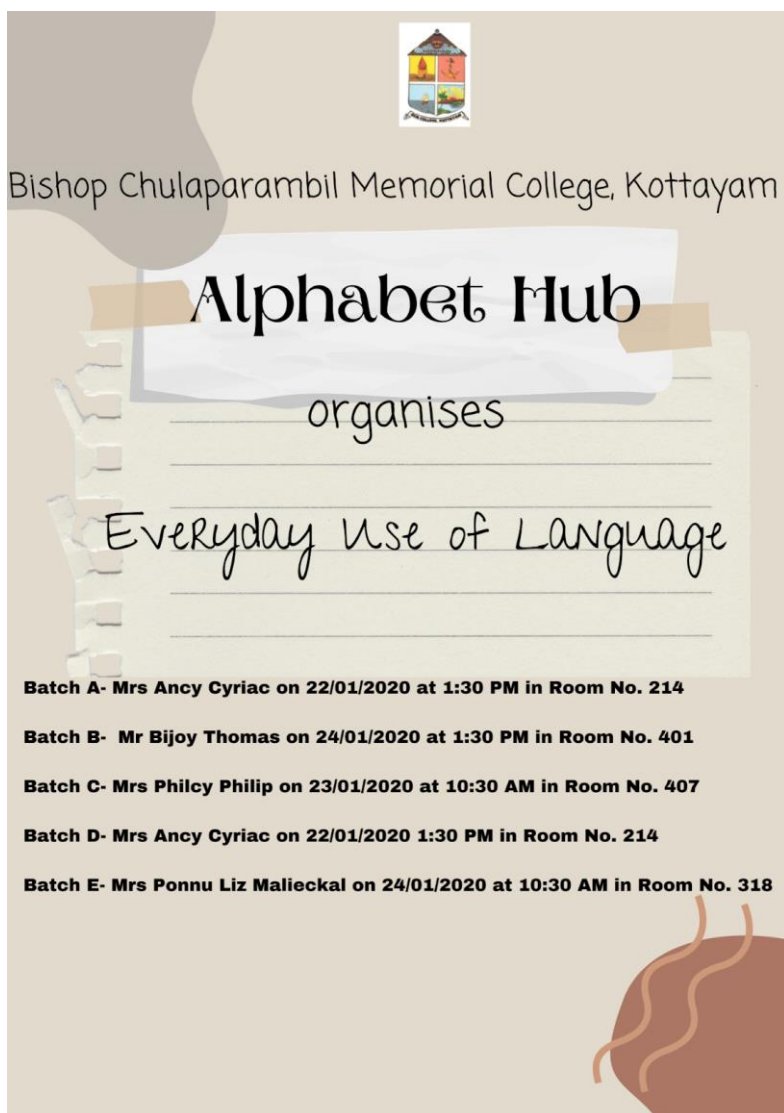 Bishop Chulaparambil Memorial College, Kottayam
Alphabet Hub
organises
Everyday Use of Language
Batch A- Mrs Ancy Cyriac on 22/01/2020 at 1:30 PM in Room No. 214
Batch B- Mr Bijoy Thomas on 24/01/2020 at 1:30 PM in Room No. 401
Batch C- Mrs Philcy Philip on 23/01/2020 at 10:30 AM in Room No. 407
Batch D- Mrs Ancy Cyriac on 22/01/2020 1:30 PM in Room No. 214
Batch E- Mrs Ponnu Liz Malieckal on 24/01/2020 at 10:30 AM in Room No. 318